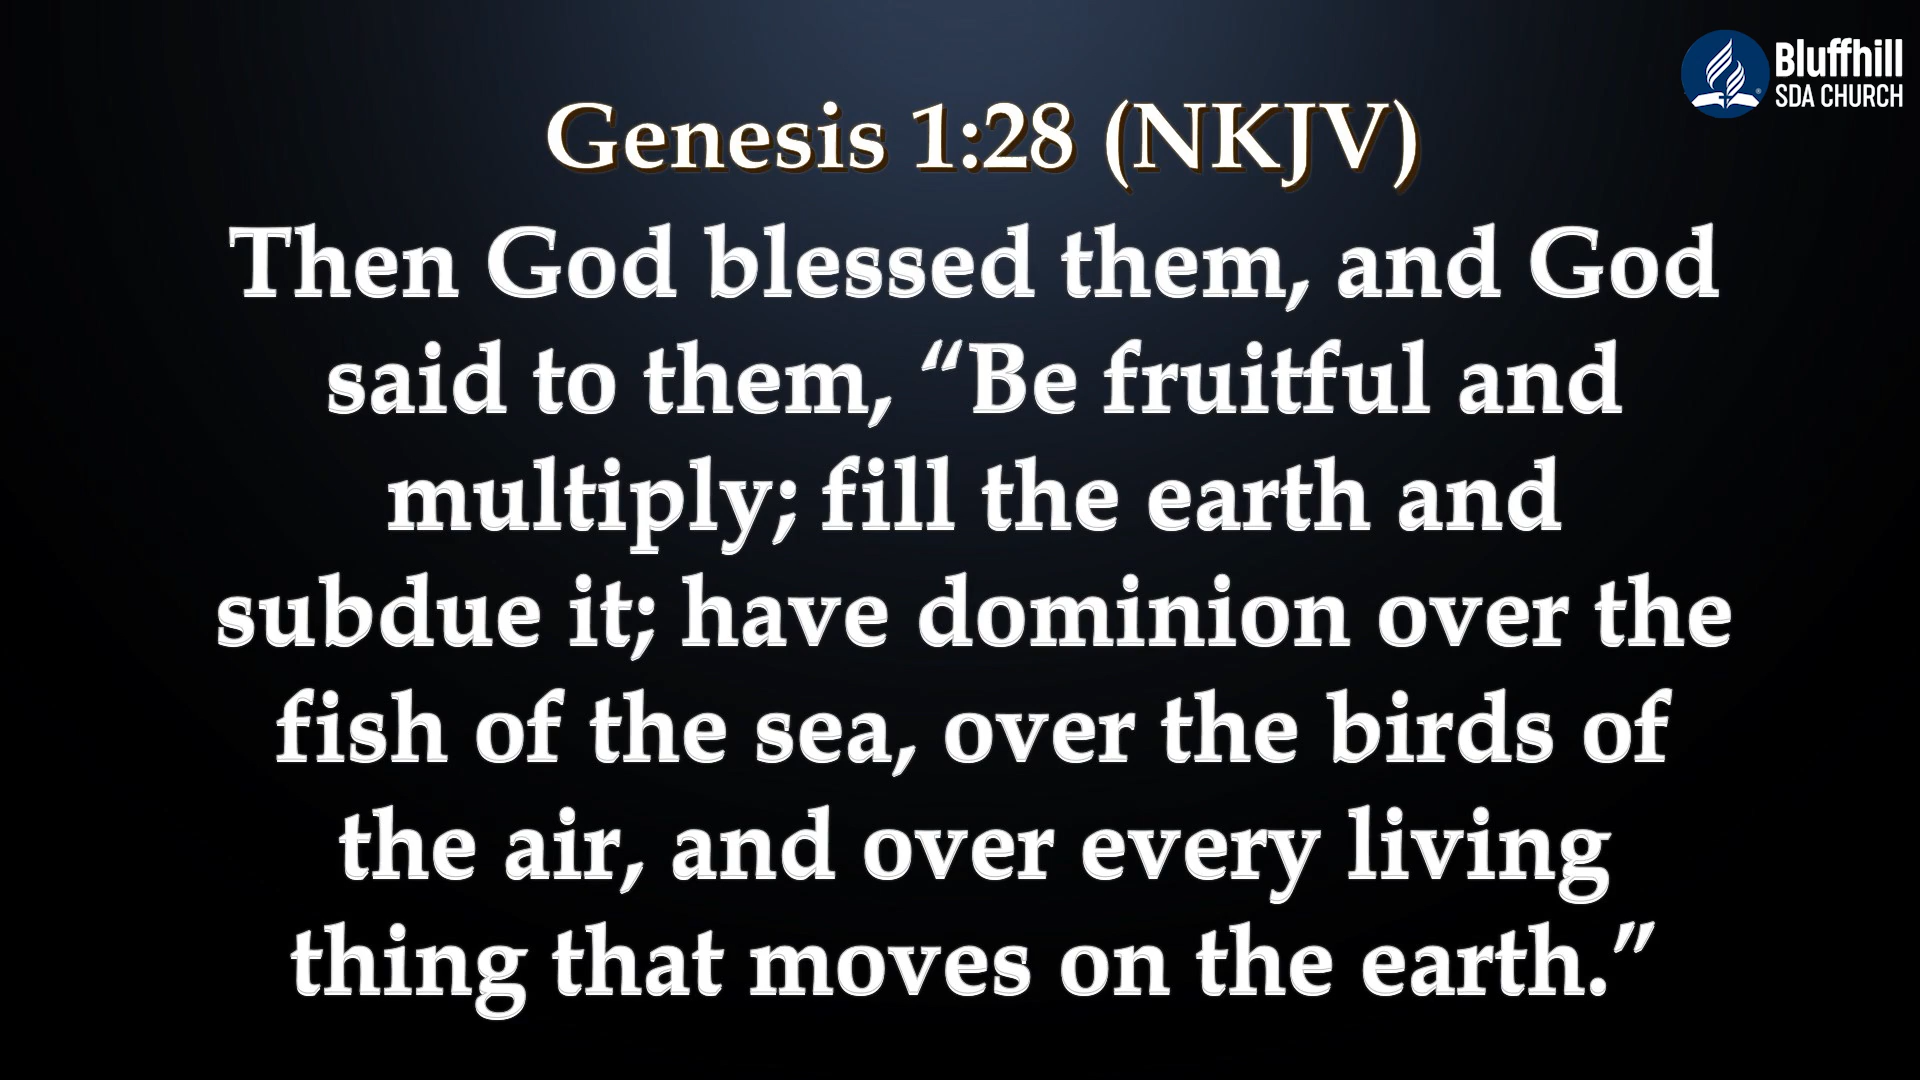 Bluffhill
SDA CHURCH
Genesis 1:28 (NKJV)
Then God blessed them, and God
said to them, “Be fruitful and
multiply; fill the earth and
subdue it; have dominion over the
fish of the sea, over the birds of
the air, and over every living
thing that moves on the earth.”